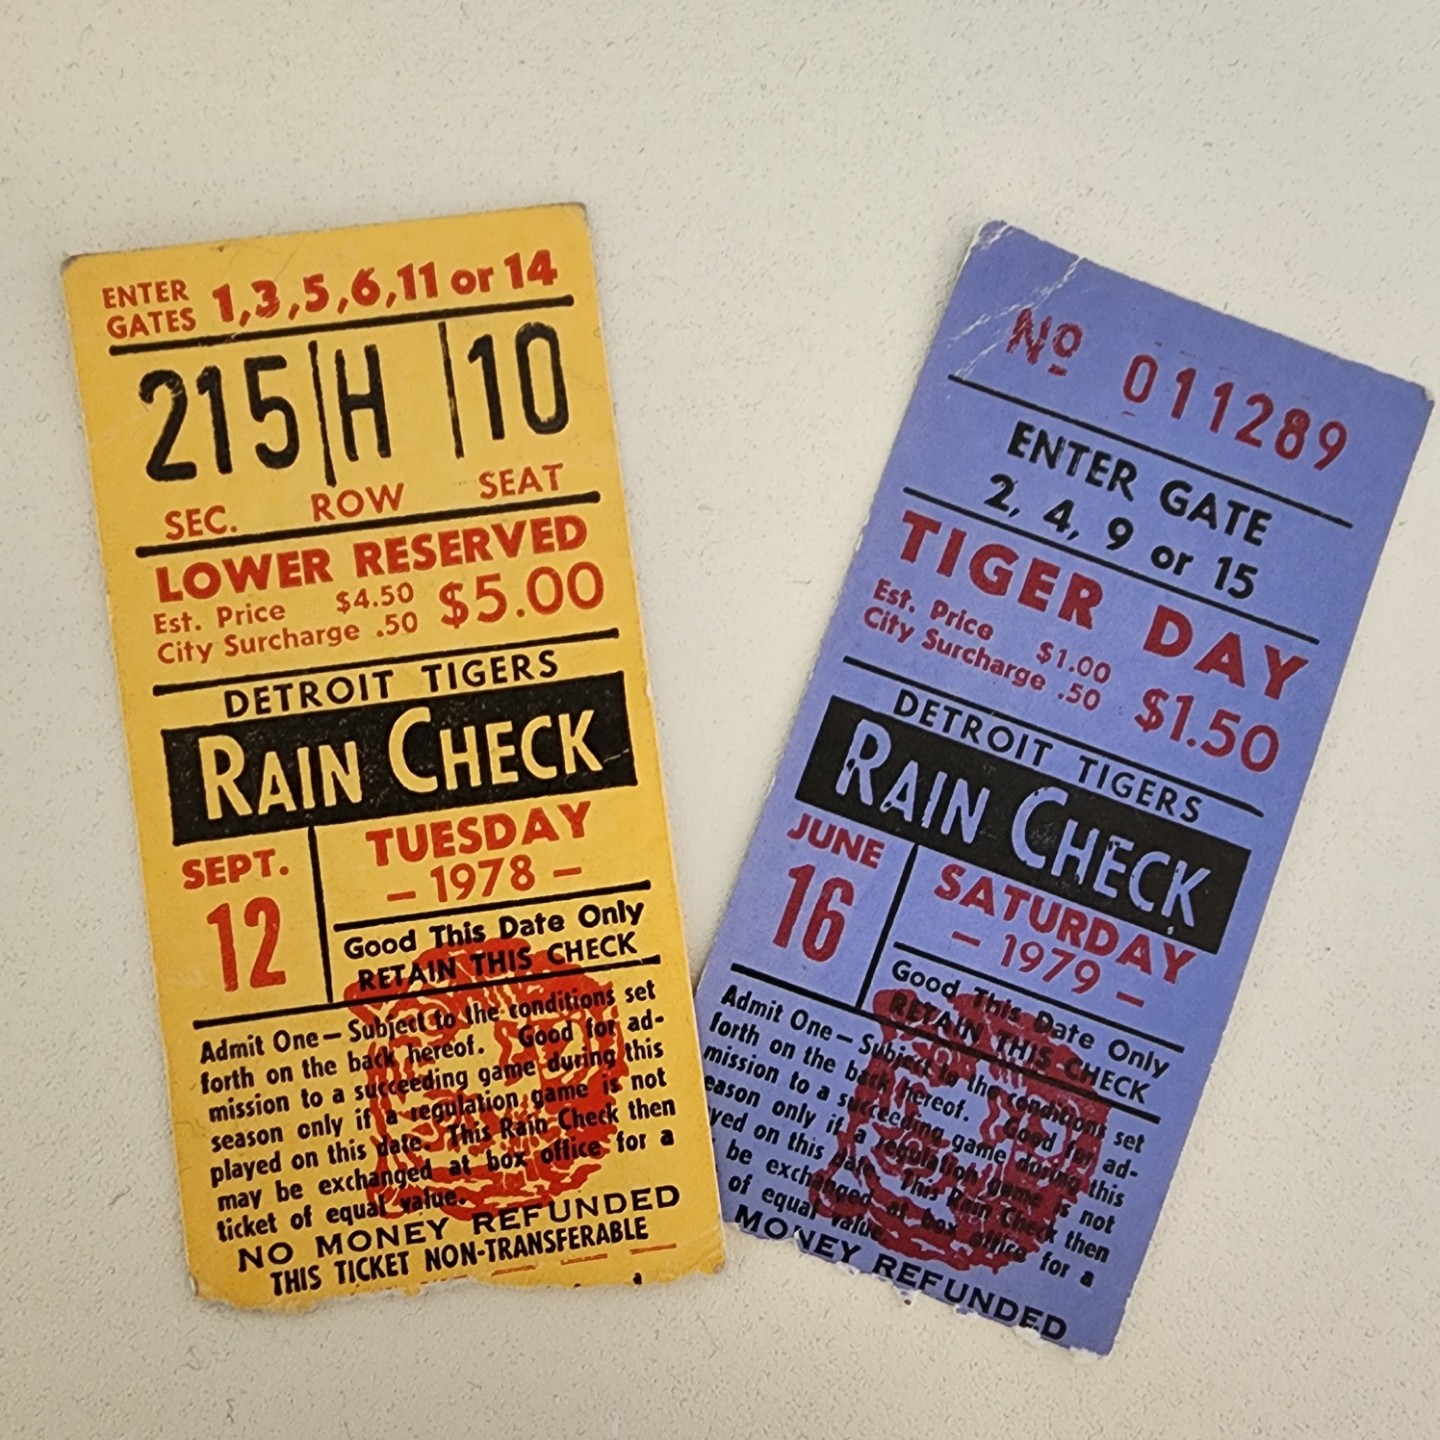 ENTER
GATES 1,3,5,6,11 or 14
215 H 10
SEC. ROW SEAT
LOWER RESERVED
Est. Price $4.50
City Surcharge .50 $5.00
DETROIT TIGERS
RAIN CHECK
SEPT.
12
TUESDAY
– 1978 –
Good This Date Only
RETAIN THIS CHECK
Admit One — Subject to the conditions set
forth on the back hereof. Good for ad-
mission to a succeeding game during this
season only if a regulation game is not
played on this date. This Rain Check then
may be exchanged at box office for a
ticket of equal value.
NO MONEY REFUNDED
THIS TICKET NON-TRANSFERABLE
Nº 011289
ENTER GATE
2, 4, 9 or 15
TIGER DAY
Est. Price $1.00
City Surcharge .50 $1.50
DETROIT TIGERS
RAIN CHECK
JUNE
16
SATURDAY
– 1979 –
Good This Date Only
RETAIN THIS CHECK
Admit One — Subject to the conditions set
forth on the back hereof. Good for ad-
mission to a succeeding game during this
eason only if a regulation game is not
yed on this date. This Rain Check then
be exchanged at box office for a
of equal value.
MONEY REFUNDED